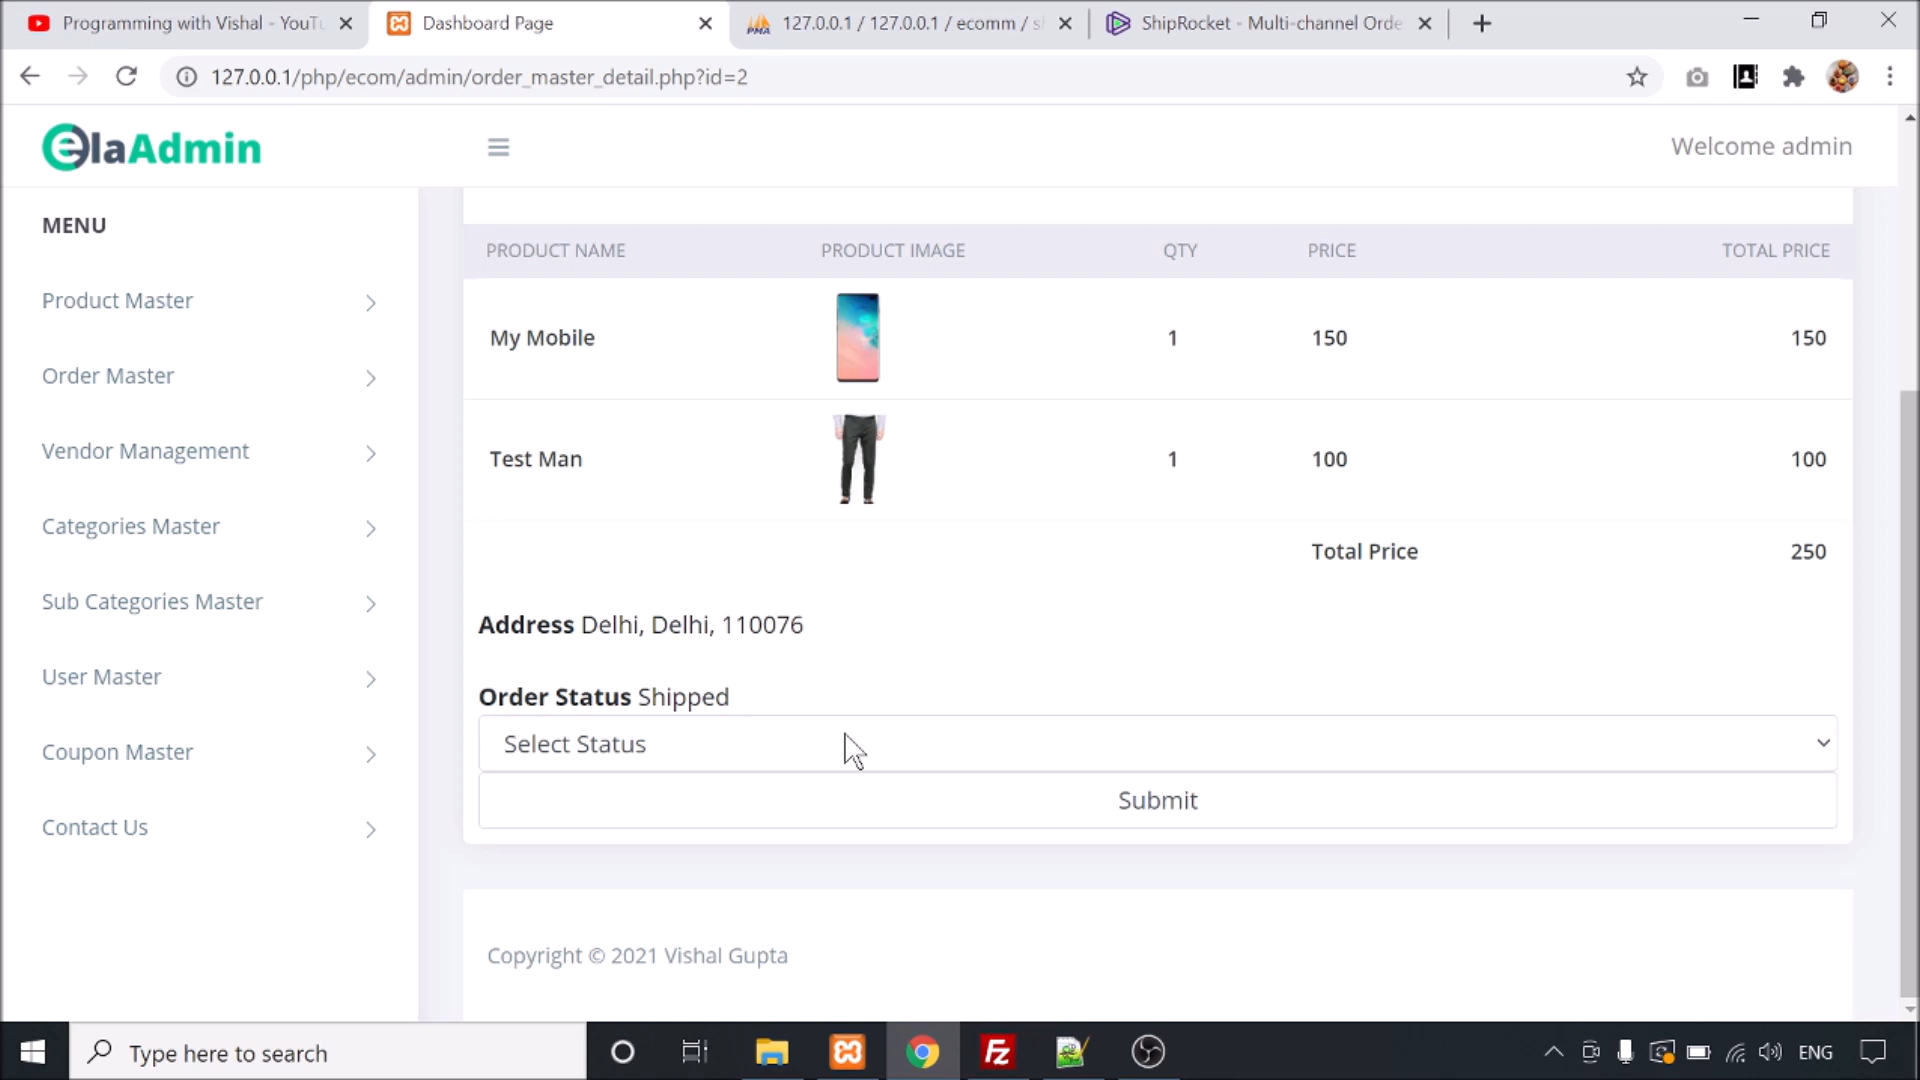 Programming with Vishal - YouTu
Dashboard Page
127.0.0.1 / 127.0.0.1 / ecomm / s
ShipRocket - Multi-channel Orde
127.0.0.1/php/ecom/admin/order_master_detail.php?id=2
elaAdmin
Welcome admin
MENU
Product Master
Order Master
Vendor Management
Categories Master
Sub Categories Master
User Master
Coupon Master
Contact Us
PRODUCT NAME PRODUCT IMAGE QTY PRICE TOTAL PRICE
My Mobile 1 150 150
Test Man 1 100 100
Total Price 250
Address Delhi, Delhi, 110076
Order Status Shipped
Select Status
Submit
Copyright © 2021 Vishal Gupta
Type here to search
ENG